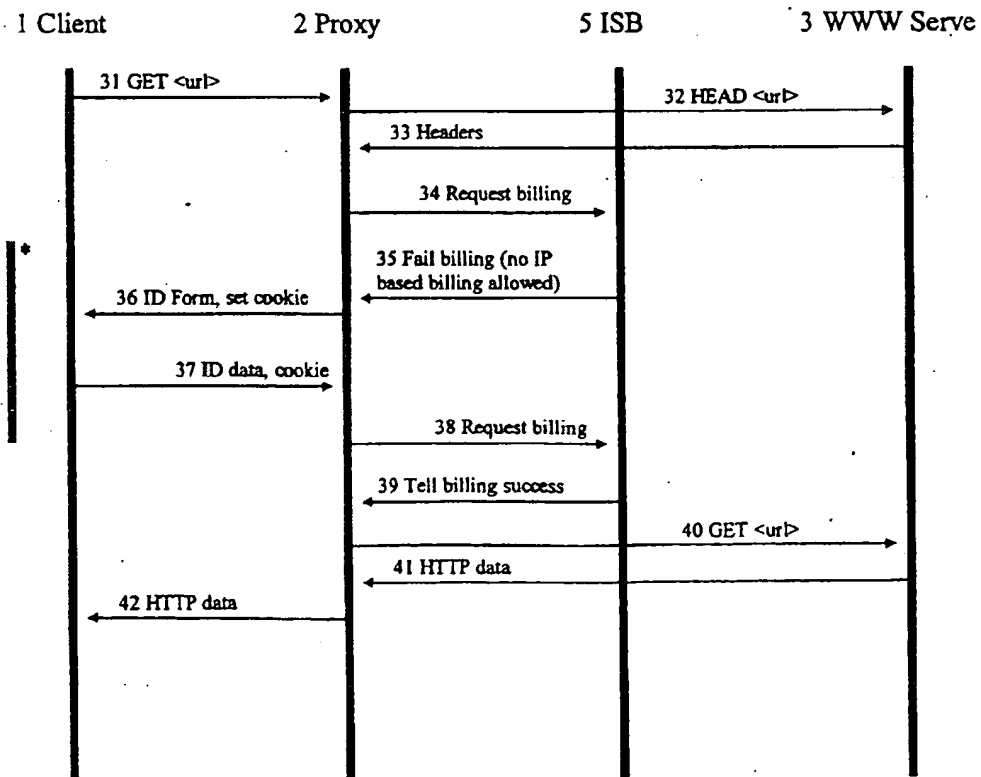 1 Client 2 Proxy 5 ISB 3 WWW Serve
31 GET <url>
32 HEAD <url>
33 Headers
34 Request billing
*
35 Fail billing (no IP
based billing allowed)
36 ID Form, set cookie
37 ID data, cookie
38 Request billing
39 Tell billing success
40 GET <url>
41 HTTP data
42 HTTP data